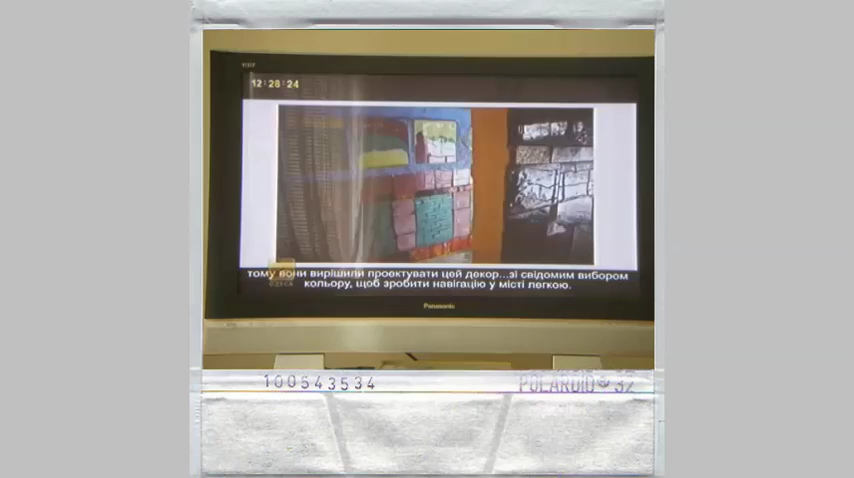 12:28:24
тому вони вирішили проектувати цей декор...зі свідомим вибором
кольору, щоб зробити навігацію у місті легкою.
Panasonic
100543534
POLAROID 32